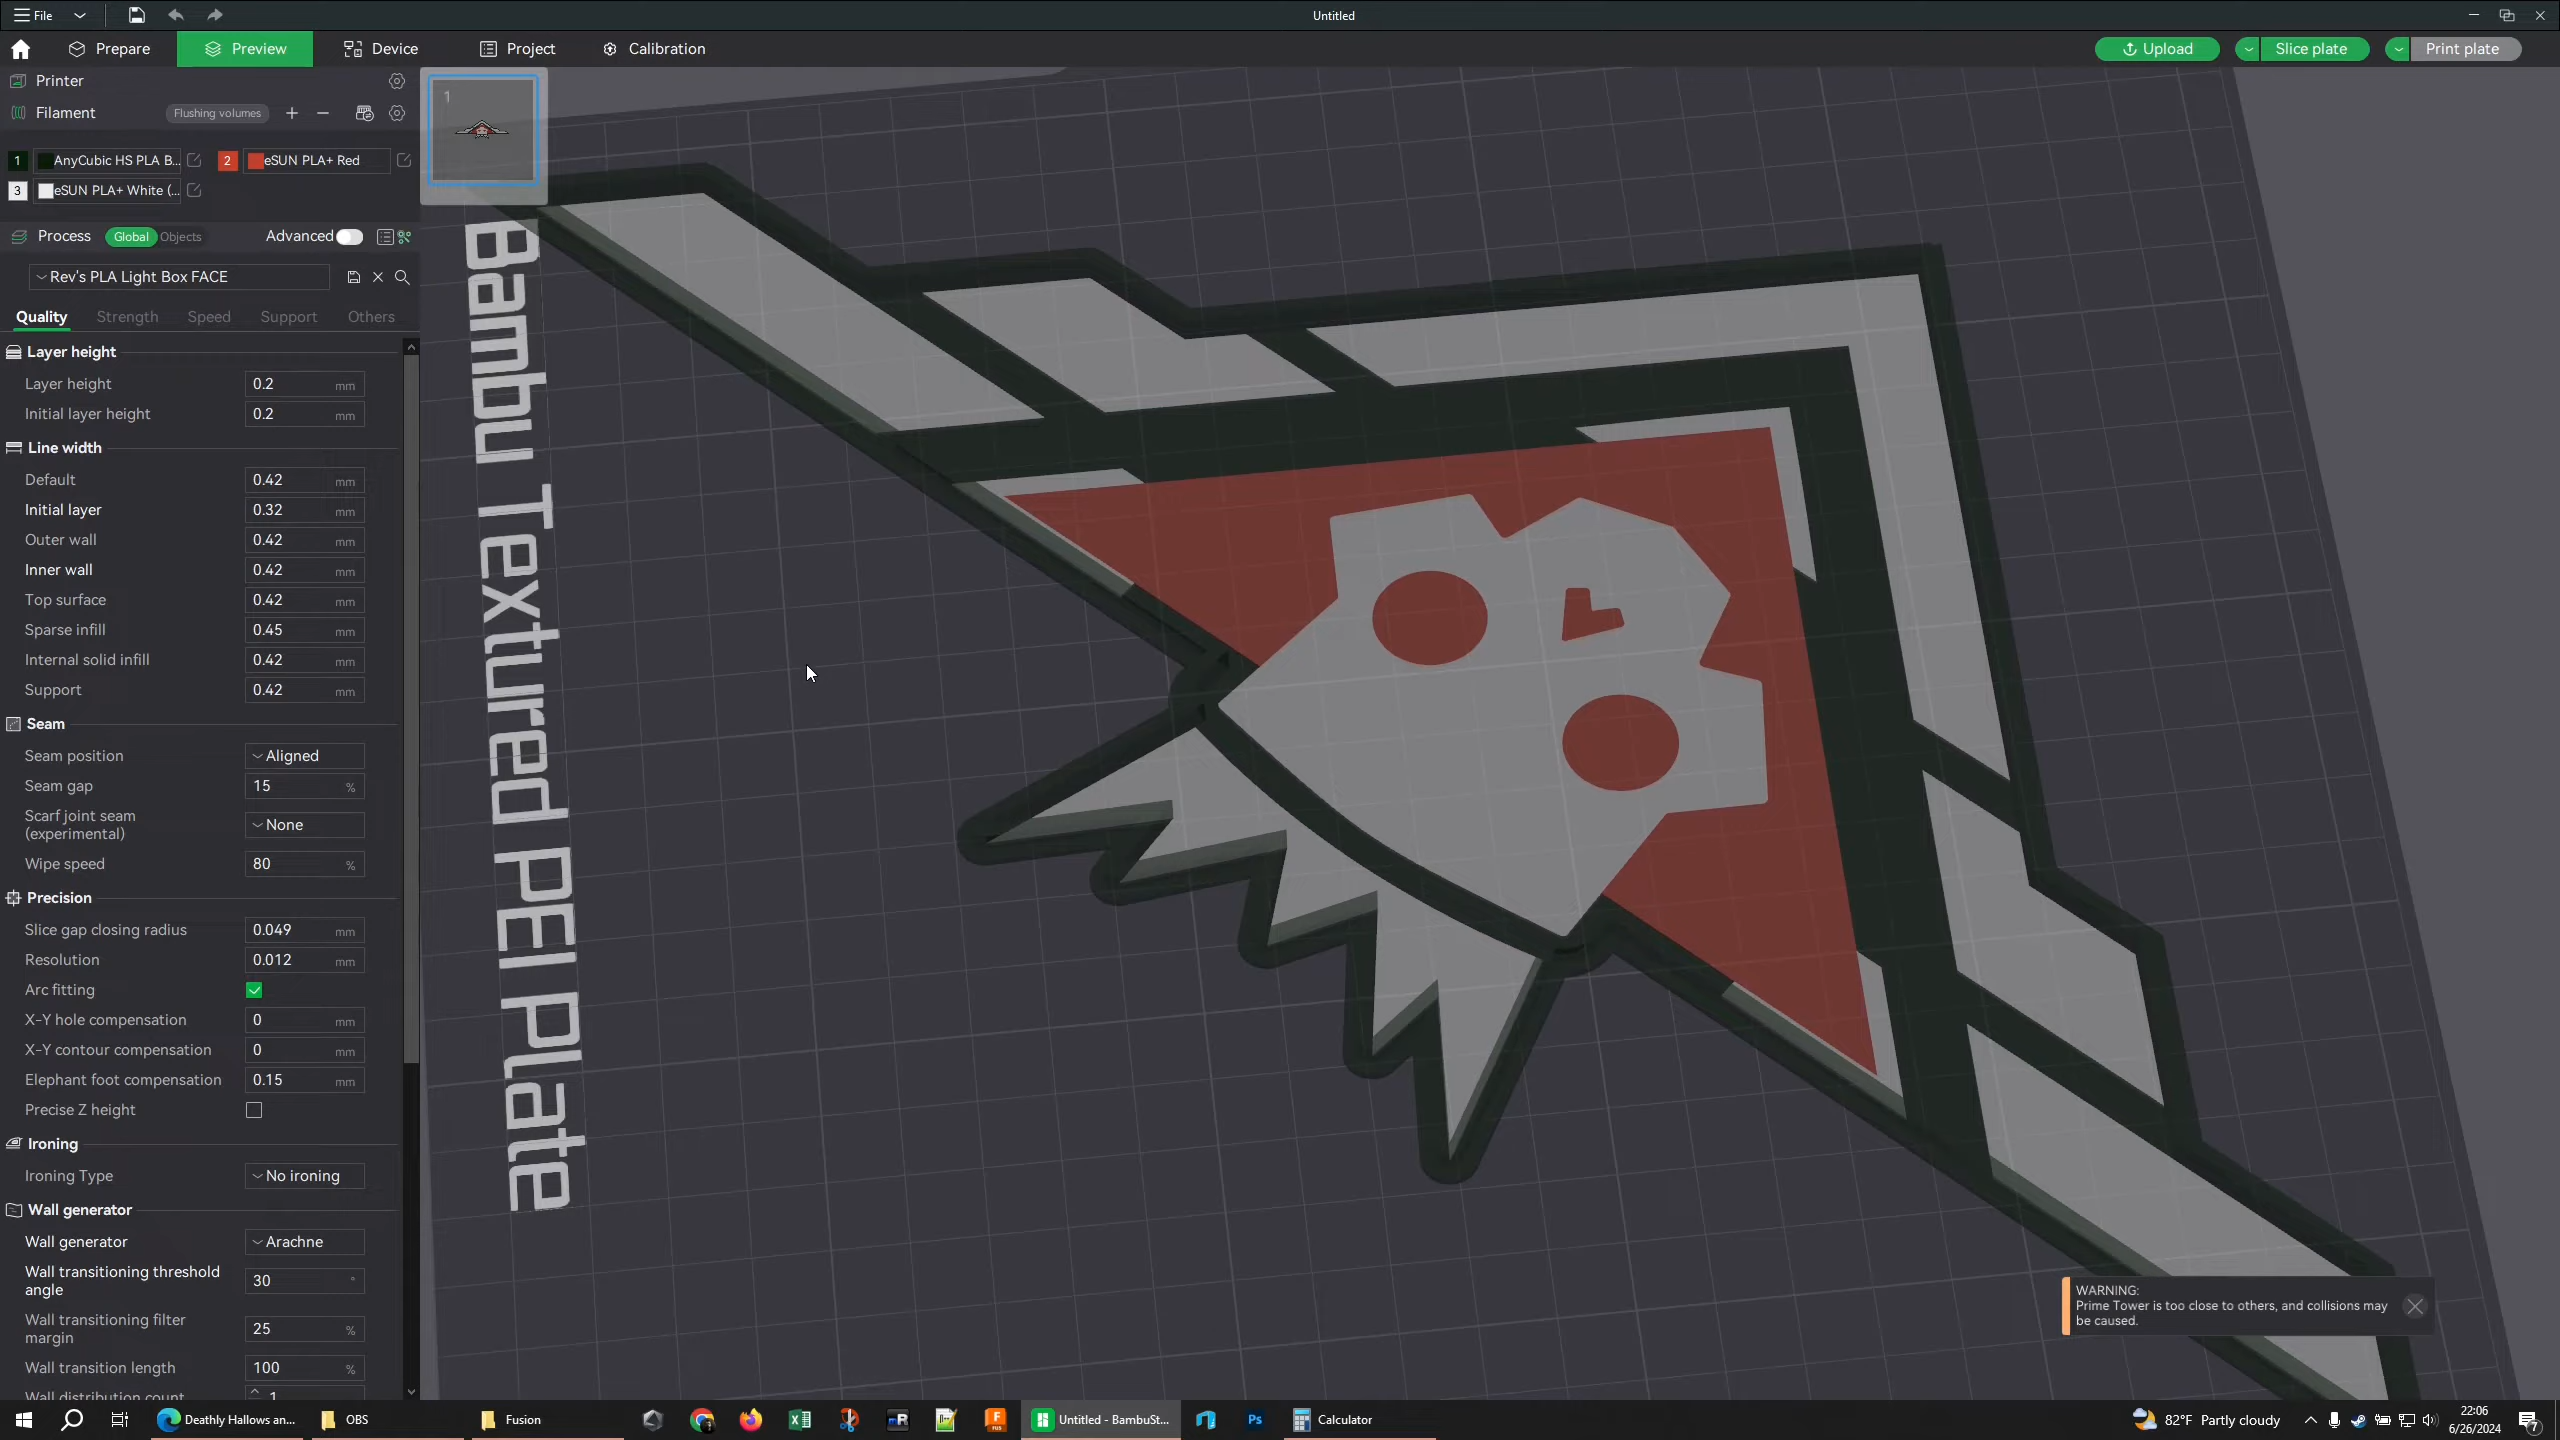 File
Untitled
Prepare
Preview
Device
Project
Calibration
Upload
Slice plate
Print plate
Printer
Filament
Flushing volumes
1 AnyCubic HS PLA B...
2 eSUN PLA+ Red
3 eSUN PLA+ White (...
Process Global Objects Advanced
Rev's PLA Light Box FACE
Quality Strength Speed Support Others
Layer height
Layer height 0.2 mm
Initial layer height 0.2 mm
Line width
Default 0.42 mm
Initial layer 0.32 mm
Outer wall 0.42 mm
Inner wall 0.42 mm
Top surface 0.42 mm
Sparse infill 0.45 mm
Internal solid infill 0.42 mm
Support 0.42 mm
Seam
Seam position Aligned
Seam gap 15 %
Scarf joint seam (experimental) None
Wipe speed 80 %
Precision
Slice gap closing radius 0.049 mm
Resolution 0.012 mm
Arc fitting
X-Y hole compensation 0 mm
X-Y contour compensation 0 mm
Elephant foot compensation 0.15 mm
Precise Z height
Ironing
Ironing Type No ironing
Wall generator
Wall generator Arachne
Wall transitioning threshold angle 30 °
Wall transitioning filter margin 25 %
Wall transition length 100 %
Wall distribution count 1
1
Bambu Textured PEI Plate
WARNING:
Prime Tower is too close to others, and collisions may
be caused.
Deathly Hallows an...
OBS
Fusion
Untitled - BambuSt...
Calculator
82°F Partly cloudy
22:06
6/26/2024
7